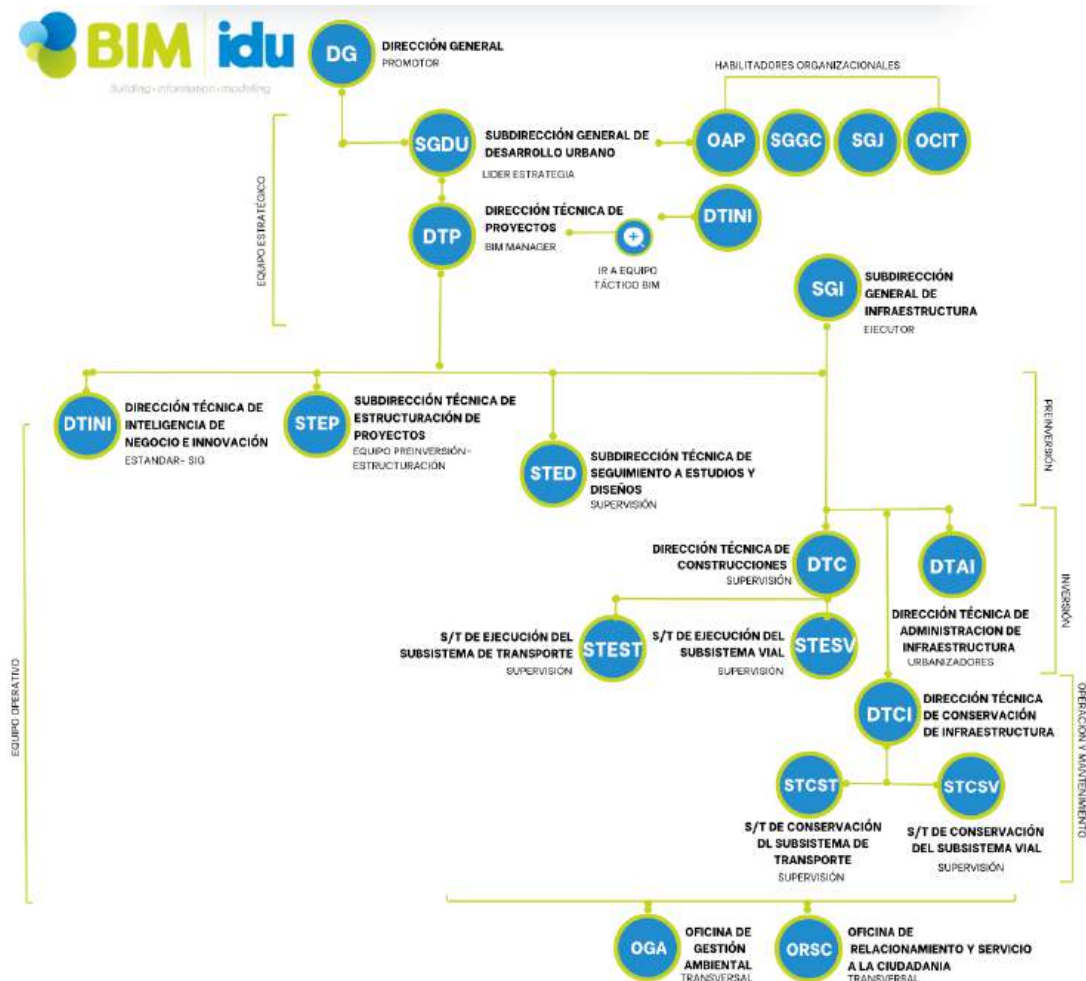 BIM idu
Building-information-modeling
DG
DIRECCIÓN GENERAL
PROMOTOR
HABILITADORES ORGANIZACIONALES
EQUIPO ESTRATÉGICO
SGDU
SUBDIRECCIÓN GENERAL DE
DESARROLLO URBANO
LIDER ESTRATEGIA
OAP
SGGC
SGJ
OCIT
DTP
DIRECCIÓN TÉCNICA DE
PROYECTOS
BIM MANAGER
IR A EQUIPO
TÁCTICO BIM
DTINI
SGI
SUBDIRECCIÓN
GENERAL DE
INFRAESTRUCTURA
EJECUTOR
PREINVERSIÓN
DTINI
DIRECCIÓN TÉCNICA DE
INTELIGENCIA DE
NEGOCIO E INNOVACIÓN
ESTANDAR- SIG
STEP
SUBDIRECCIÓN TÉCNICA DE
ESTRUCTURACIÓN DE
PROYECTOS
EQUIPO PREINVERSIÓN-
ESTRUCTURACIÓN
STED
SUBDIRECCIÓN TÉCNICA DE
SEGUIMIENTO A ESTUDIOS Y
DISEÑOS
SUPERVISIÓN
EQUIPO OPERATIVO
INVERSIÓN
DIRECCIÓN TÉCNICA DE
CONSTRUCCIONES
SUPERVISIÓN
DTC
DTAI
DIRECCIÓN TÉCNICA DE
ADMINISTRACION DE
INFRAESTRUCTURA
URBANIZADORES
S/T DE EJECUCIÓN DEL
SUBSISTEMA DE TRANSPORTE
SUPERVISIÓN
STEST
S/T DE EJECUCIÓN DEL
SUBSISTEMA VIAL
SUPERVISIÓN
STESV
OPERACIÓN Y MANTENIMIENTO
DTCI
DIRECCIÓN TÉCNICA
DE CONSERVACIÓN
DE INFRAESTRUCTURA
STCST
S/T DE CONSERVACIÓN
DL SUBSISTEMA DE
TRANSPORTE
SUPERVISIÓN
STCSV
S/T DE CONSERVACIÓN
DEL SUBSISTEMA VIAL
SUPERVISIÓN
OGA
OFICINA DE
GESTIÓN
AMBIENTAL
TRANSVERSAL
ORSC
OFICINA DE
RELACIONAMIENTO Y SERVICIO
A LA CIUDADANIA
TRANSVERSAL